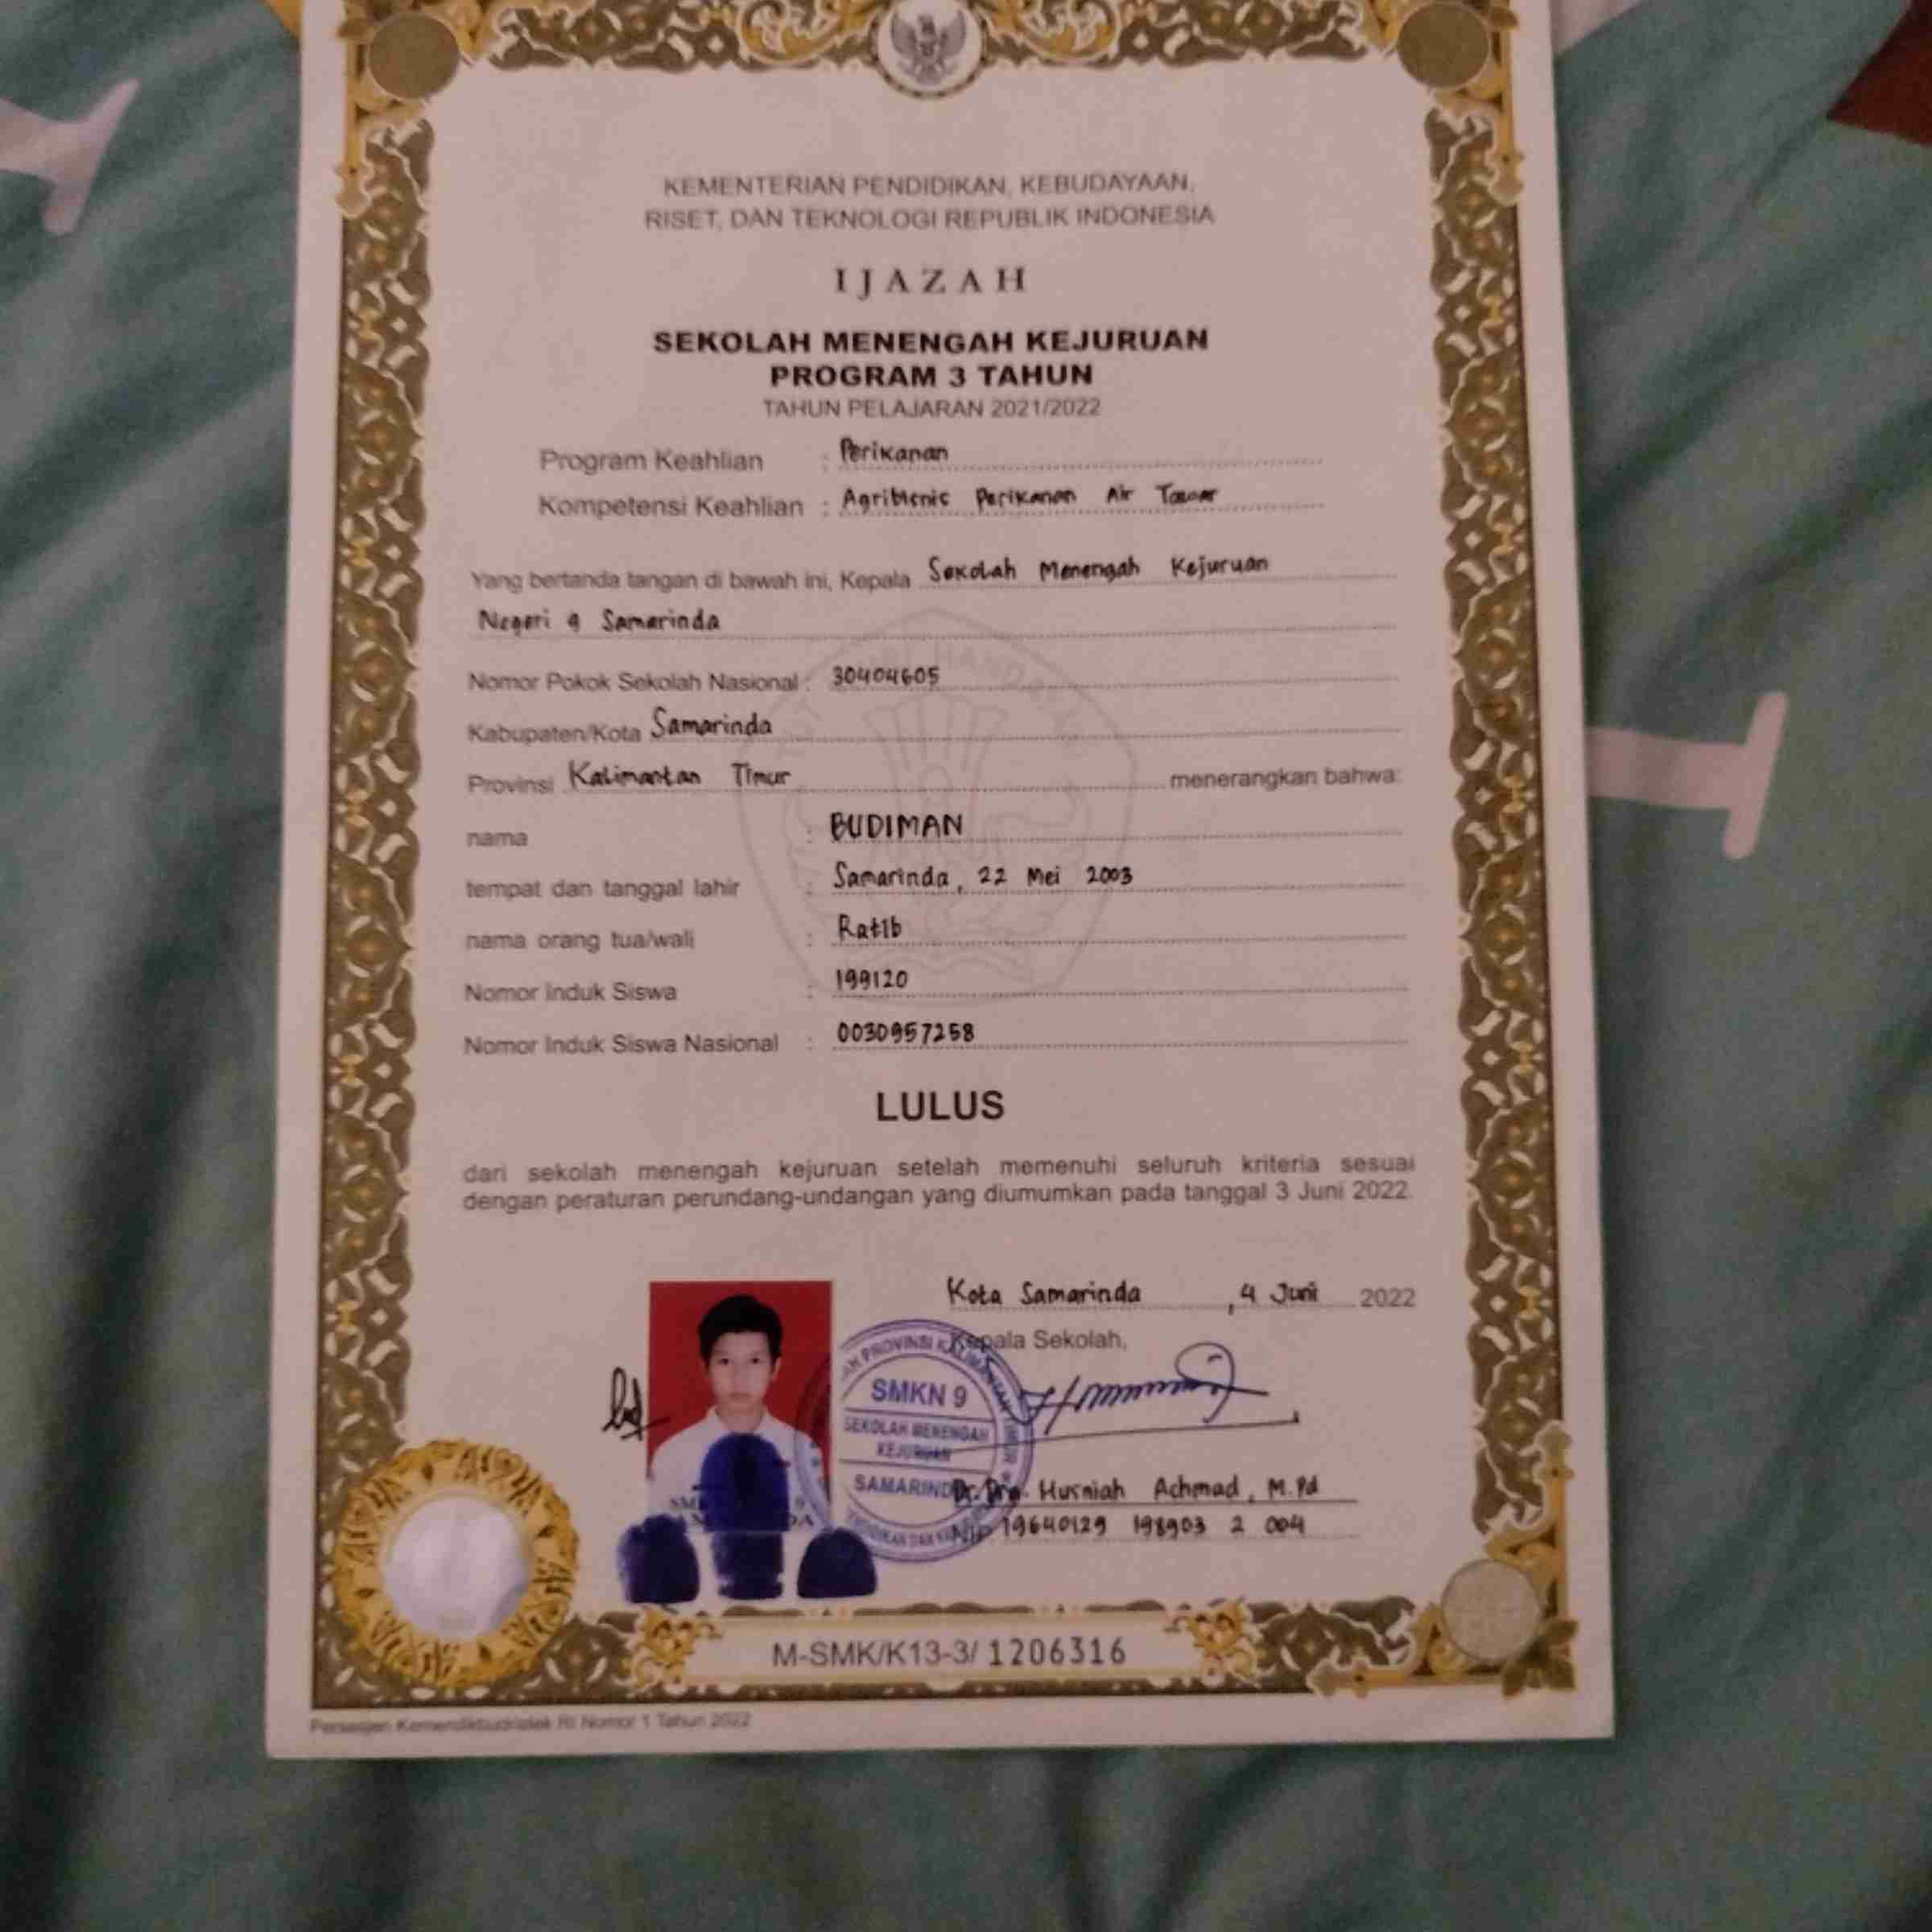 KEMENTERIAN PENDIDIKAN, KEBUDAYAAN,
RISET, DAN TEKNOLOGI REPUBLIK INDONESIA
IJAZAH
SEKOLAH MENENGAH KEJURUAN
PROGRAM 3 TAHUN
TAHUN PELAJARAN 2021/2022
Program Keahlian : Perikanan
Kompetensi Keahlian : Agribisnis Perikanan Air Tawar
Yang bertanda tangan di bawah ini, Kepala Sekolah Menengah Kejuruan
Negeri 9 Samarinda
Nomor Pokok Sekolah Nasional : 30404605
Kabupaten/Kota Samarinda
Provinsi Kalimantan Timur menerangkan bahwa:
nama : BUDIMAN
tempat dan tanggal lahir : Samarinda, 22 Mei 2003
nama orang tua/wali : Ratib
Nomor Induk Siswa : 199120
Nomor Induk Siswa Nasional : 0030957258
LULUS
dari sekolah menengah kejuruan setelah memenuhi seluruh kriteria sesuai
dengan peraturan perundang-undangan yang diumumkan pada tanggal 3 Juni 2022.
Kota Samarinda, 4 Juni 2022
Kepala Sekolah,
PROVINSI KALIMANTAN TIMUR
SMKN 9
SEKOLAH MENENGAH
KEJURUAN
SAMARINDA
Dr. Dra. Husniah Achmad, M.Pd
Nip 19640129 198903 2 004
M-SMK/K13-3/ 1206316
Persesjen Kemendikbudristek RI Nomor 1 Tahun 2022